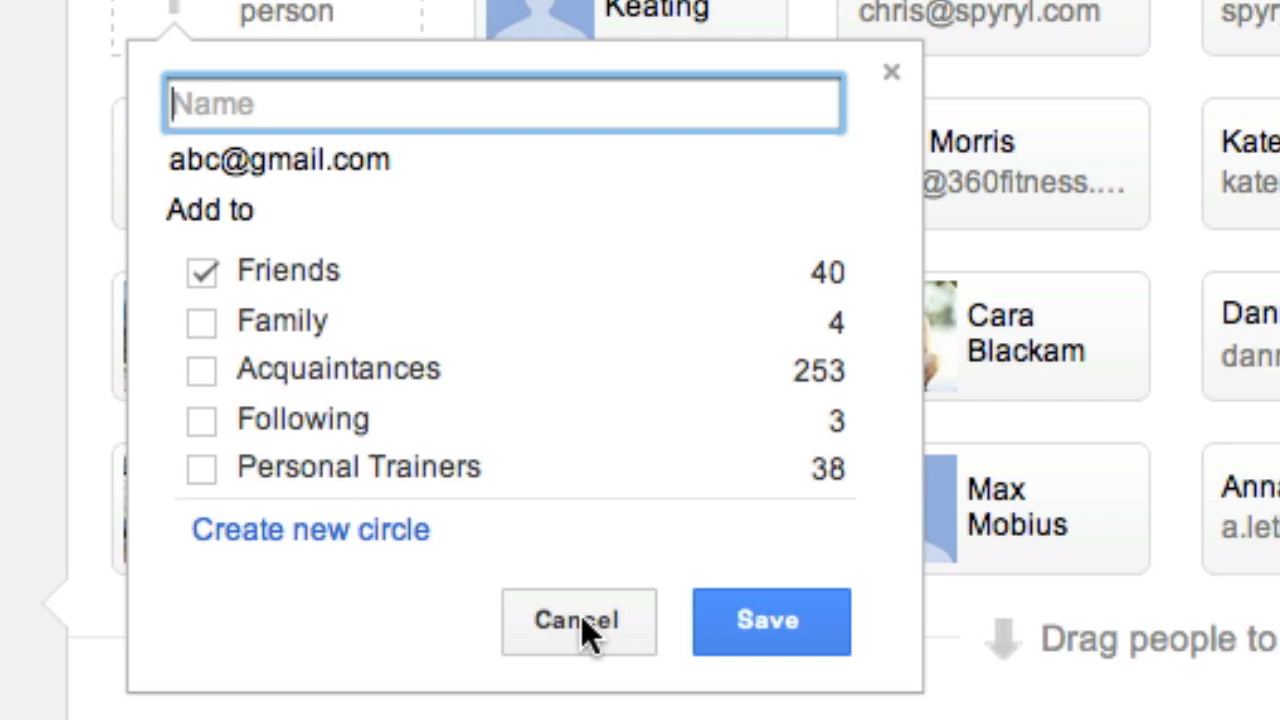 person
Keating
chris@spyryl.com
Name
abc@gmail.com
Add to
Friends 40
Family 4
Acquaintances 253
Following 3
Personal Trainers 38
Create new circle
Cancel Save
Morris
@360fitness....
Cara
Blackam
Max
Mobius
Drag people to